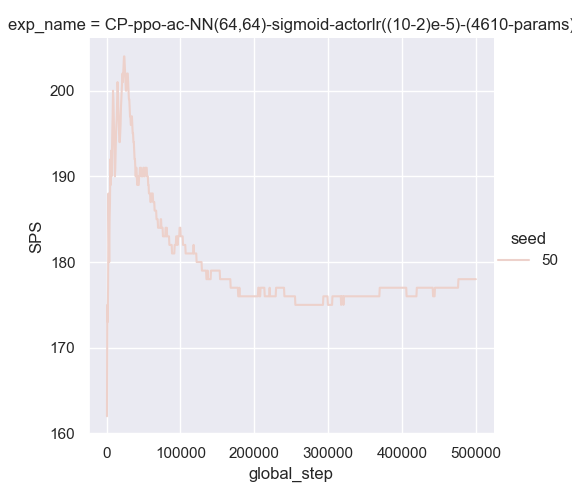 exp_name = CP-ppo-ac-NN(64,64)-sigmoid-actorlr((10-2)e-5)-(4610-params)
200
190
180
170
160
SPS
0 100000 200000 300000 400000 500000
global_step
seed
50